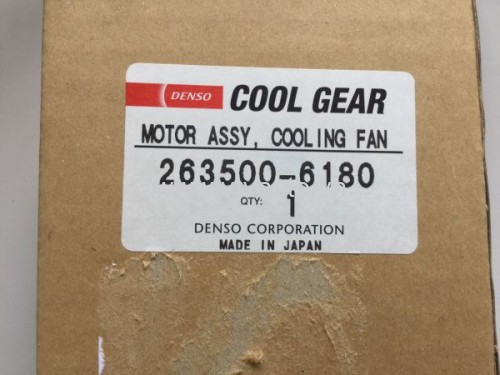 DENSO COOL GEAR
MOTOR ASSY, COOLING FAN
263500-6180
QTY: 1
DENSO CORPORATION
MADE IN JAPAN